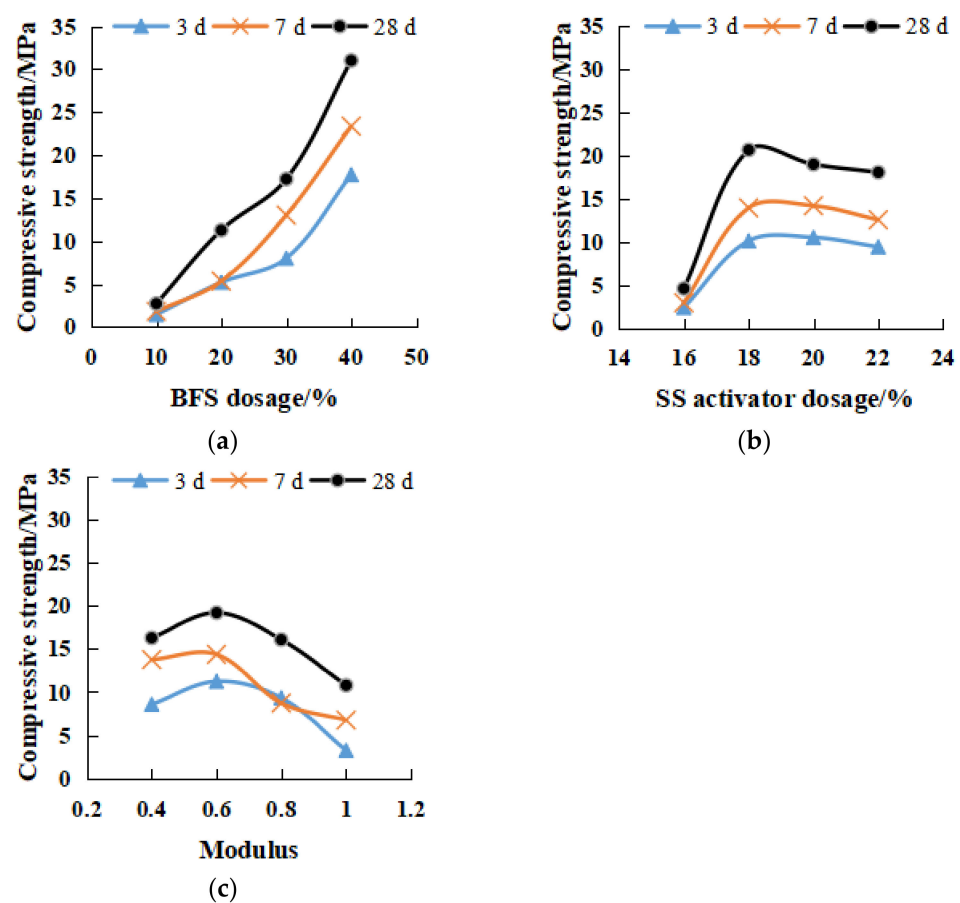 3 d 7 d 28 d
Compressive strength/MPa
35
30
25
20
15
10
5
0
0 10 20 30 40 50
BFS dosage/%
(a)
3 d 7 d 28 d
Compressive strength/MPa
35
30
25
20
15
10
5
0
14 16 18 20 22 24
SS activator dosage/%
(b)
3 d 7 d 28 d
Compressive strength/MPa
35
30
25
20
15
10
5
0
0.2 0.4 0.6 0.8 1 1.2
Modulus
(c)